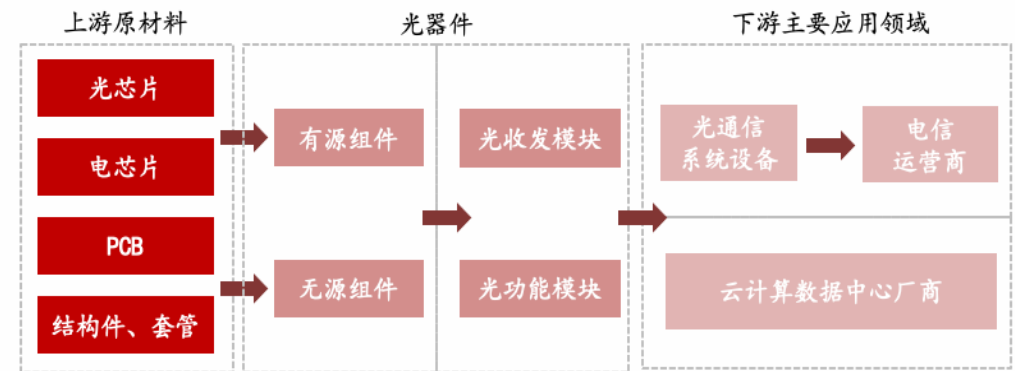 上游原材料
光器件
下游主要应用领域
光芯片
电芯片
PCB
结构件、套管
有源组件
无源组件
光收发模块
光功能模块
光通信
系统设备
电信
运营商
云计算数据中心厂商